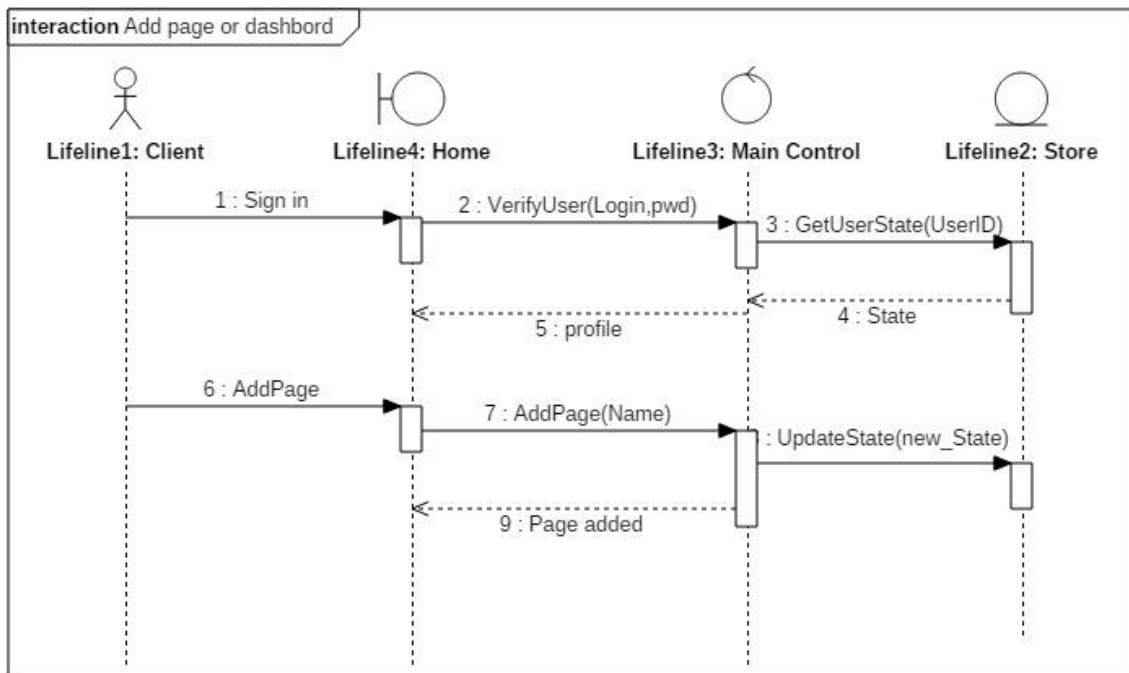 interaction Add page or dashbord
Lifeline1: Client
Lifeline4: Home
Lifeline3: Main Control
Lifeline2: Store
1 : Sign in
2 : VerifyUser(Login,pwd)
3 : GetUserState(UserID)
4 : State
5 : profile
6 : AddPage
7 : AddPage(Name)
: UpdateState(new_State)
9 : Page added